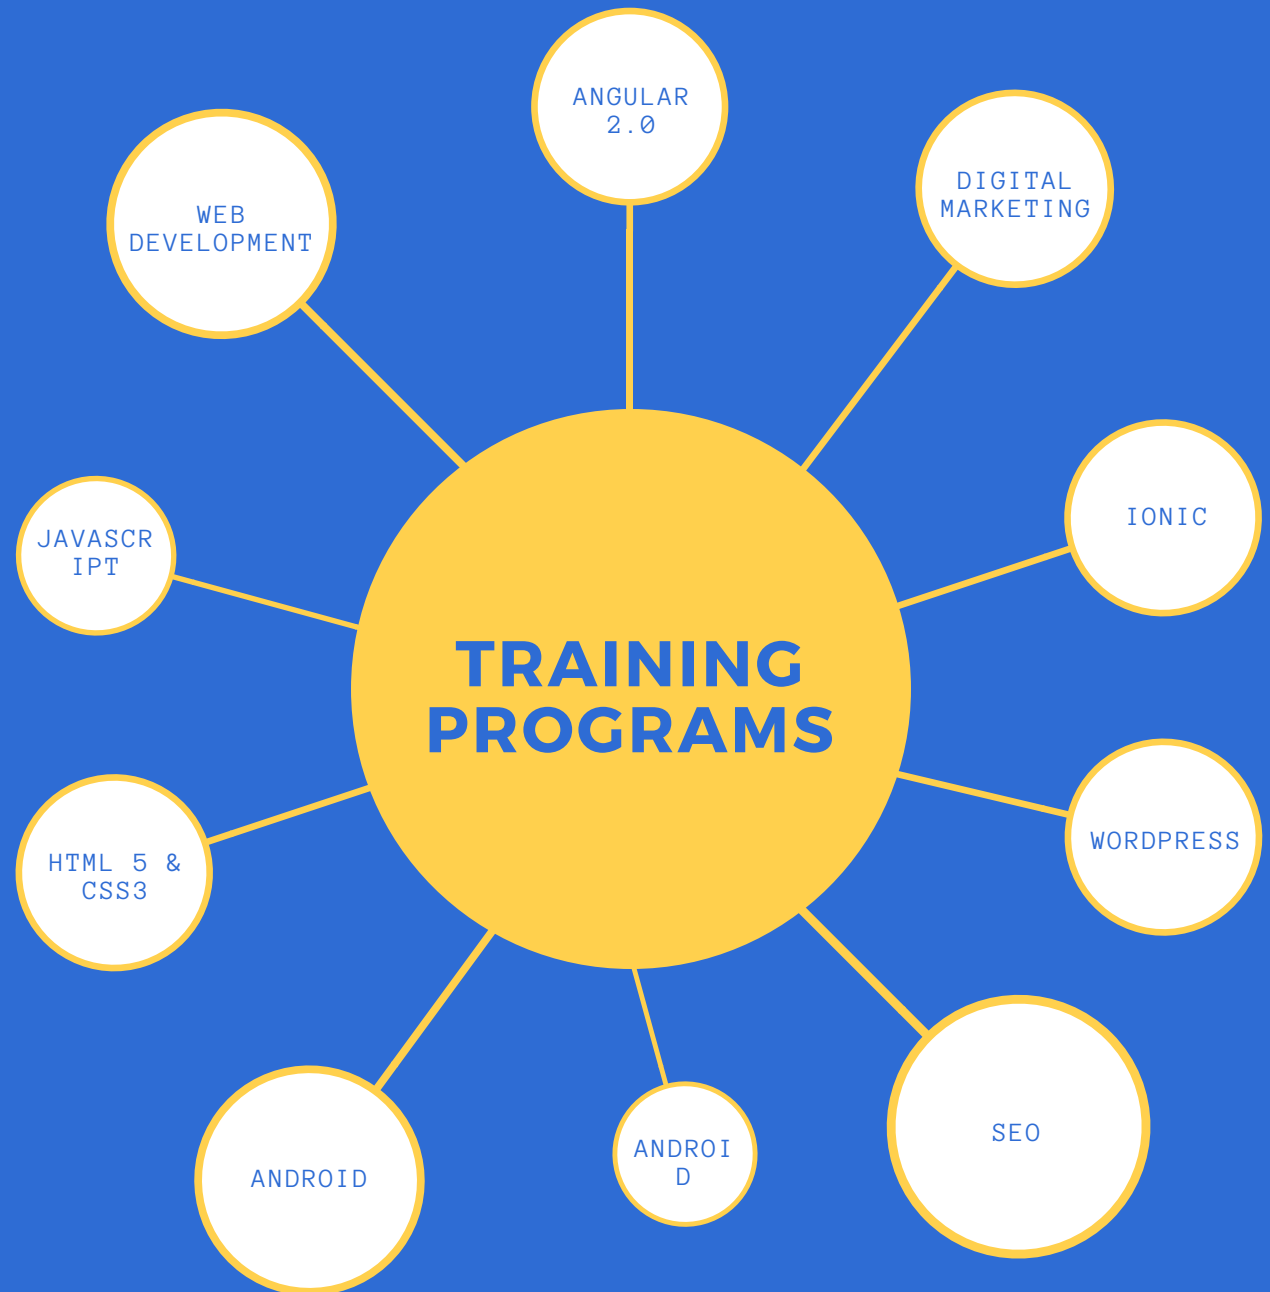 ANGULAR
2.0
DIGITAL
MARKETING
WEB
DEVELOPMENT
IONIC
JAVASCR
IPT
TRAINING
PROGRAMS
WORDPRESS
HTML 5 &
CSS3
SEO
ANDROI
D
ANDROID